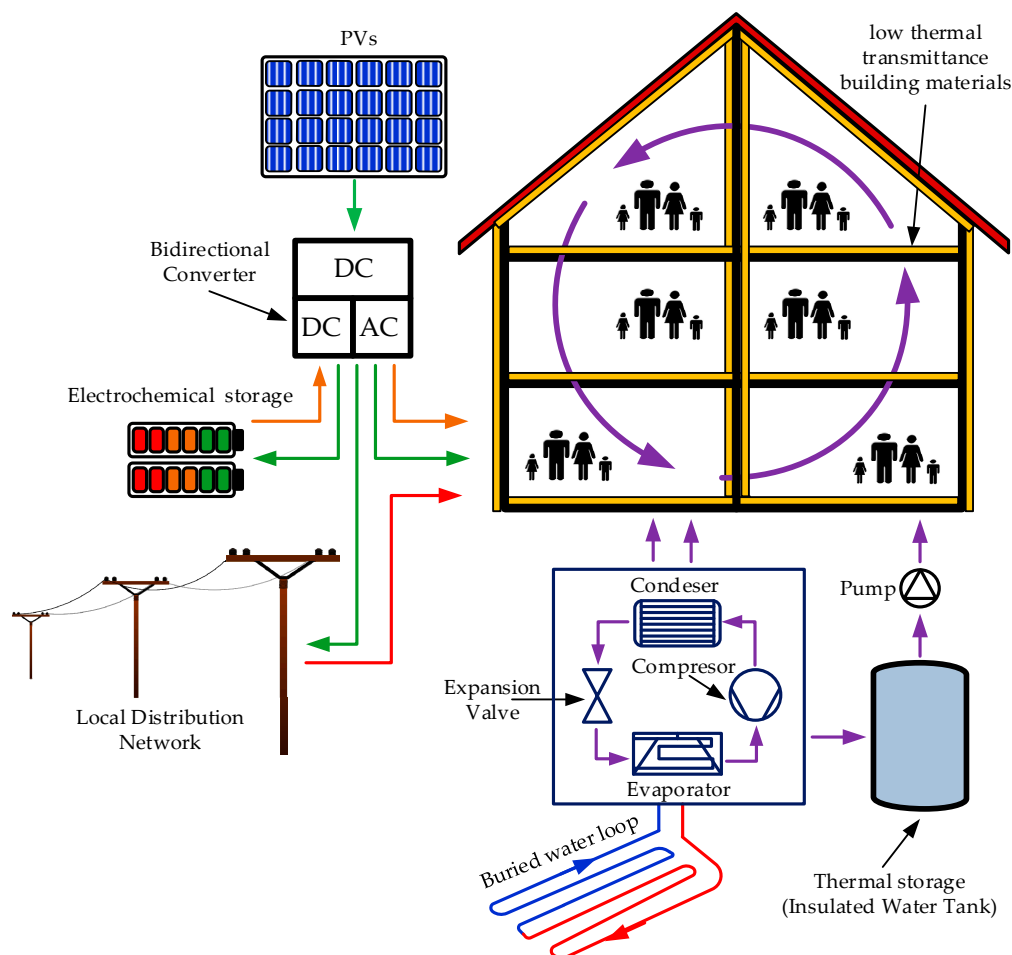 PVs
low thermal
transmittance
building materials
Bidirectional
Converter
DC
DC
AC
Electrochemical storage
Local Distribution
Network
Condeser
Compresor
Expansion
Valve
Evaporator
Pump
Buried water loop
Thermal storage
(Insulated Water Tank)